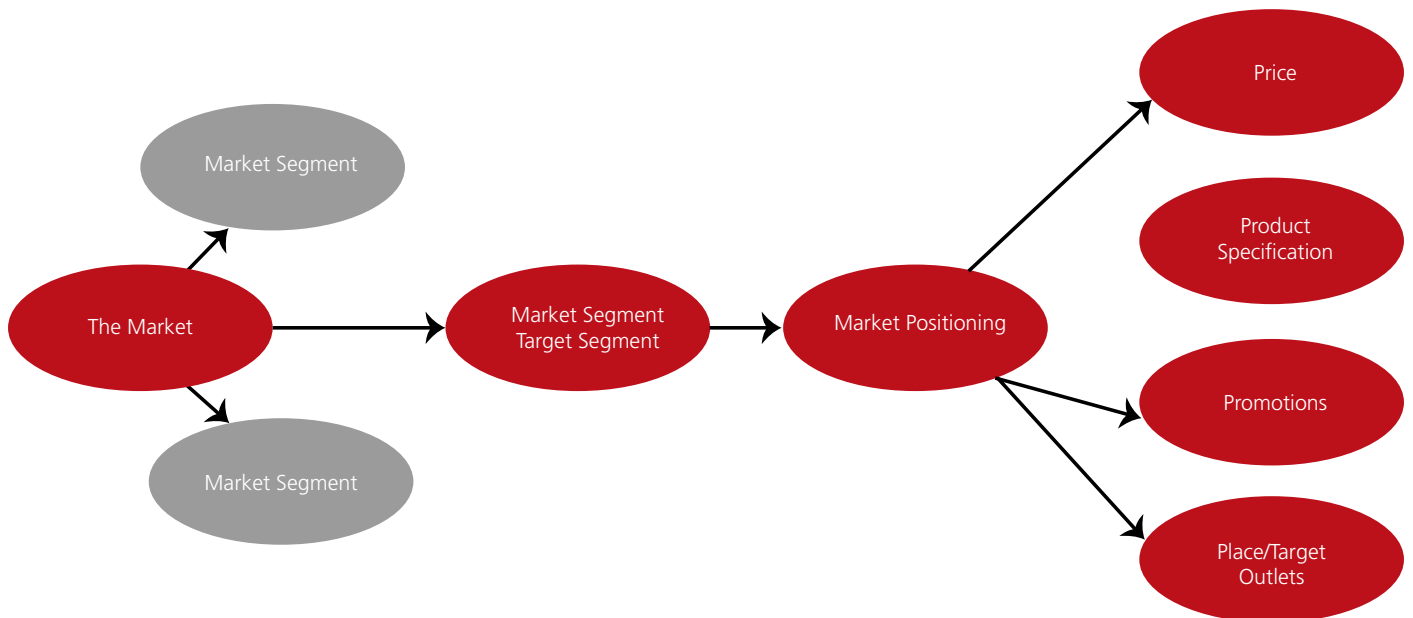 Price
Market Segment
Product
Specification
The Market
Market Segment
Target Segment
Market Positioning
Promotions
Market Segment
Place/Target
Outlets